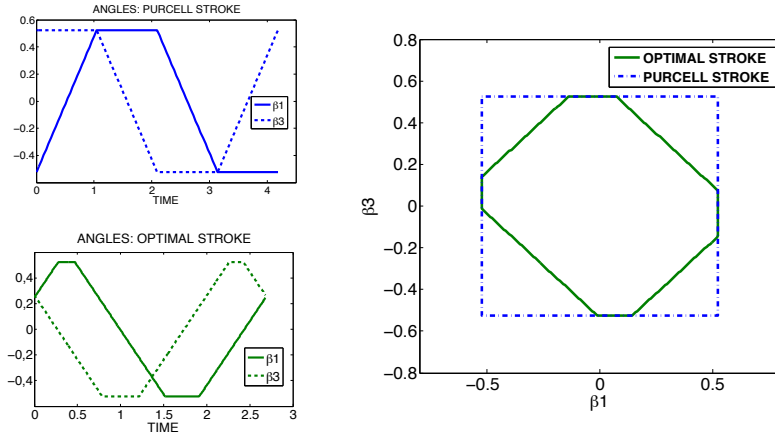 ANGLES: PURCELL STROKE
0.6
0.4
0.2
0
−0.2
−0.4
β1
β3
0 1 2 3 4
TIME
ANGLES: OPTIMAL STROKE
0.4
0.2
0
−0.2
−0.4
β1
β3
0 0.5 1 1.5 2 2.5 3
TIME
0.8
0.6
0.4
0.2
0
−0.2
−0.4
−0.6
−0.8
β3
OPTIMAL STROKE
PURCELL STROKE
−0.5 0 0.5
β1